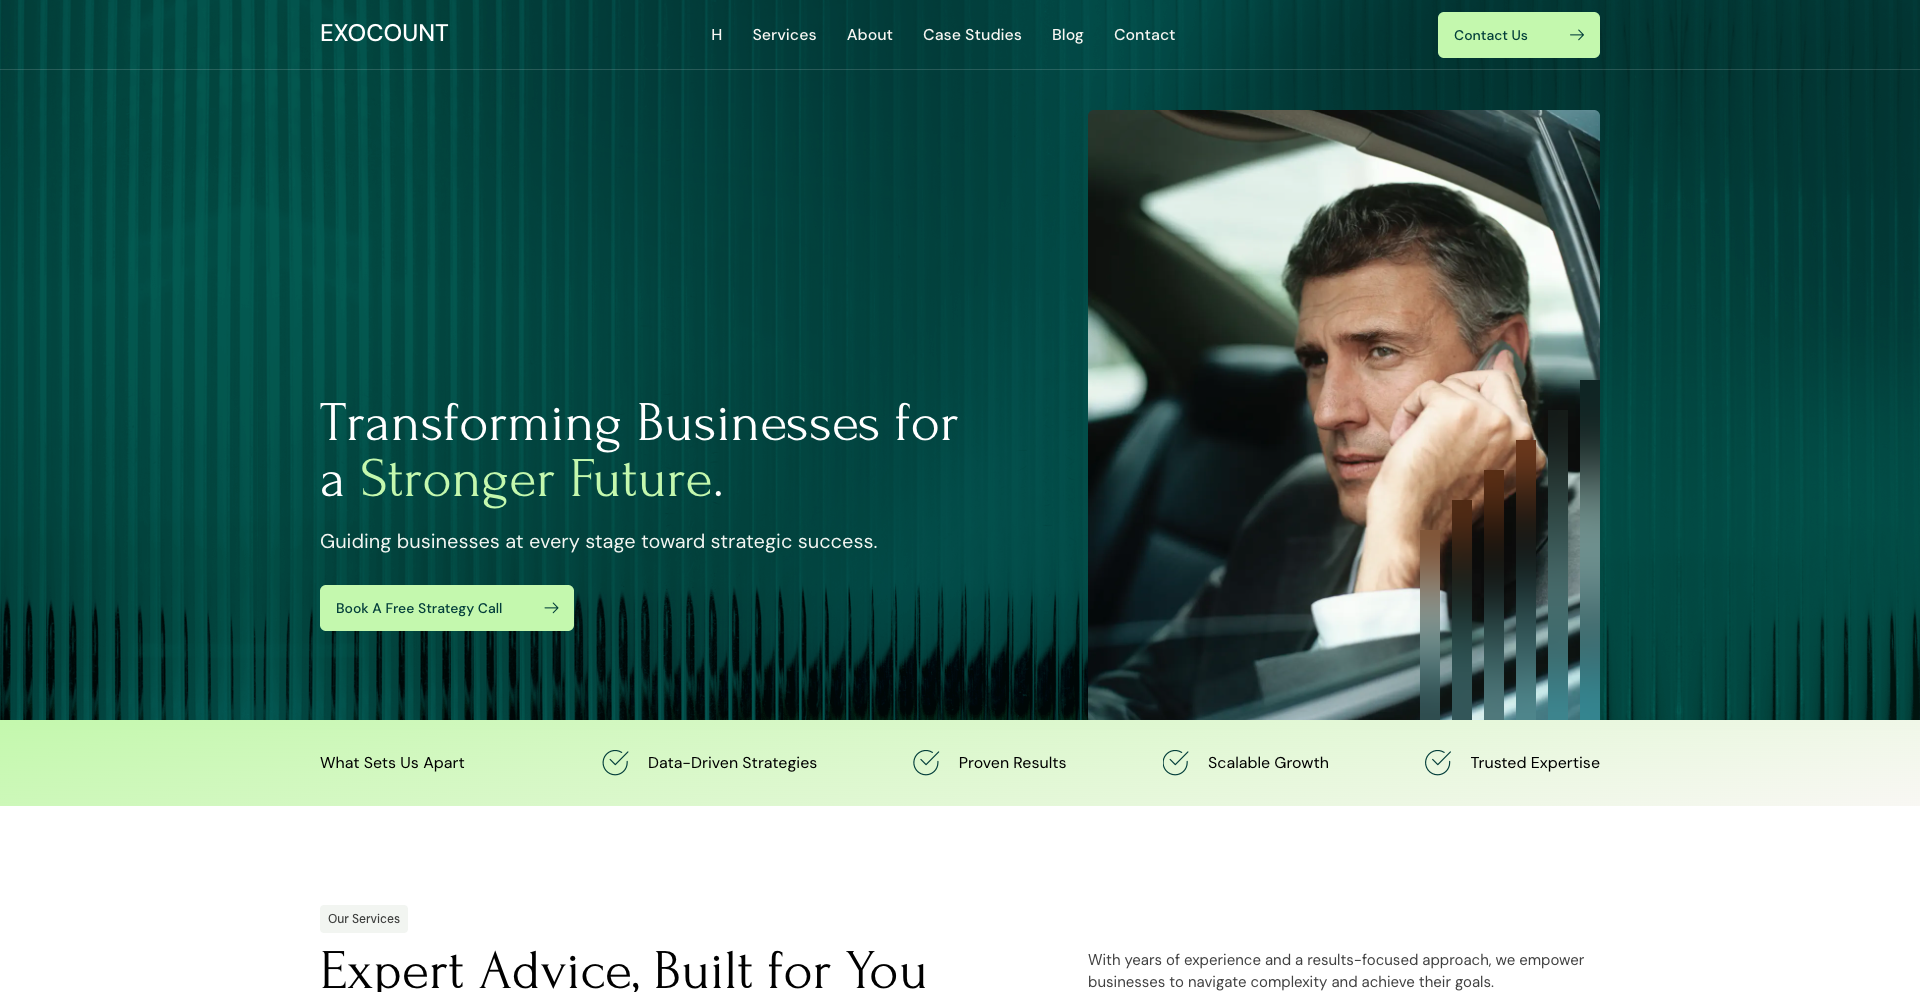 EXOCOUNT
H Services About Case Studies Blog Contact
Contact Us
Transforming Businesses for
a Stronger Future.
Guiding businesses at every stage toward strategic success.
Book A Free Strategy Call
What Sets Us Apart
Data-Driven Strategies
Proven Results
Scalable Growth
Trusted Expertise
Our Services
Expert Advice, Built for You
With years of experience and a results-focused approach, we empower
businesses to navigate complexity and achieve their goals.